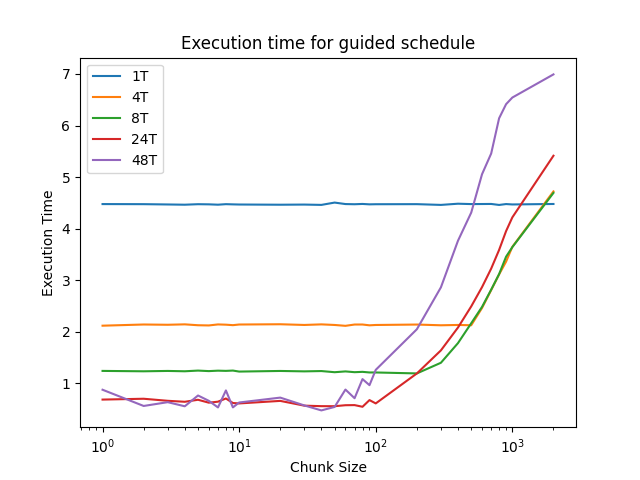 Execution time for guided schedule
1T
4T
8T
24T
48T
7
6
5
4
3
2
1
Execution Time
10⁰
10¹
10²
10³
Chunk Size